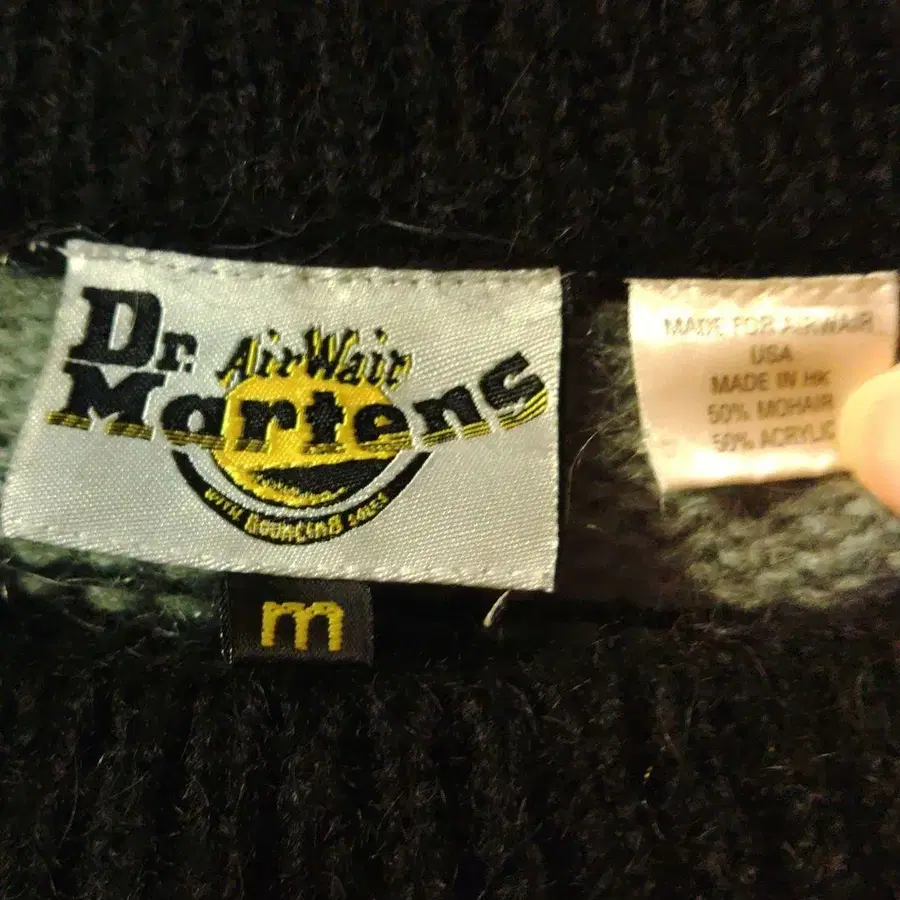 Dr. AirWair
Martens
WITH BOUNCING SOLES
m
MADE FOR AIRWAIR
USA
MADE IN HK
50% MOHAIR
50% ACRYLIC